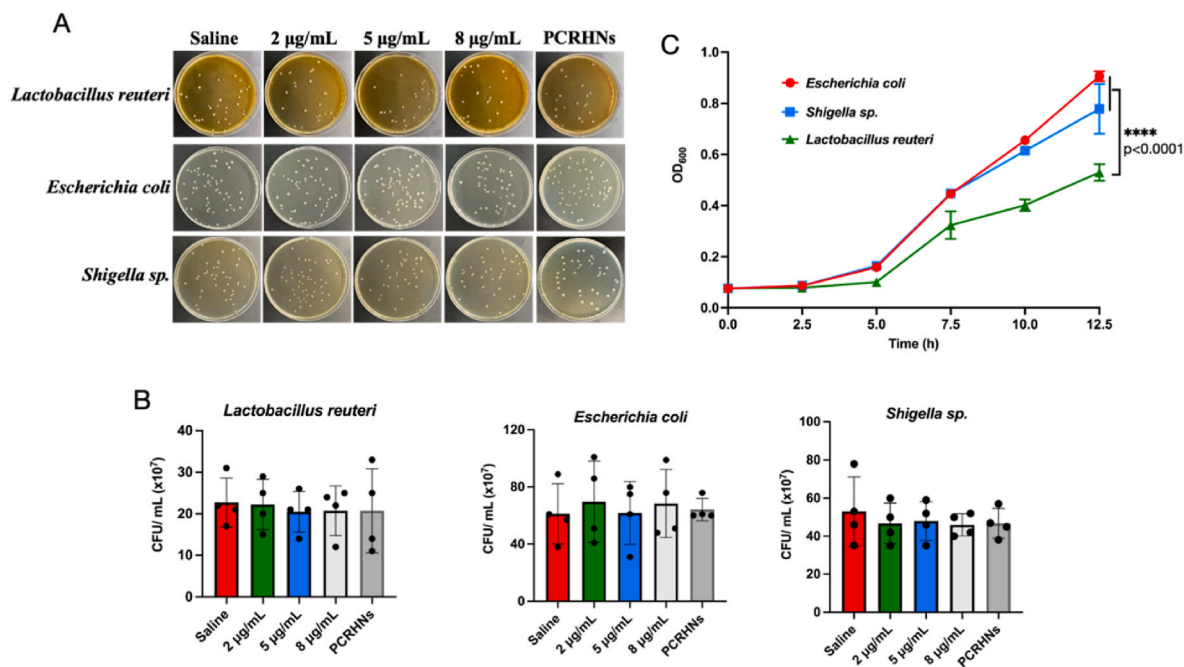 A
Saline 2 µg/mL 5 µg/mL 8 µg/mL PCRHNs
Lactobacillus reuteri
Escherichia coli
Shigella sp.
C
1.0
0.8
0.6
0.4
0.2
0.0
OD600
Escherichia coli
Shigella sp.
Lactobacillus reuteri
****
p<0.0001
0.0 2.5 5.0 7.5 10.0 12.5
Time (h)
B
Lactobacillus reuteri
CFU/ mL (x10⁷)
40
30
20
10
0
Saline 2 µg/mL 5 µg/mL 8 µg/mL PCRHNs
Escherichia coli
CFU/ mL (x10⁷)
120
80
40
0
Saline 2 µg/mL 5 µg/mL 8 µg/mL PCRHNs
Shigella sp.
CFU/ mL (x10⁷)
100
80
60
40
20
0
Saline 2 µg/mL 5 µg/mL 8 µg/mL PCRHNs